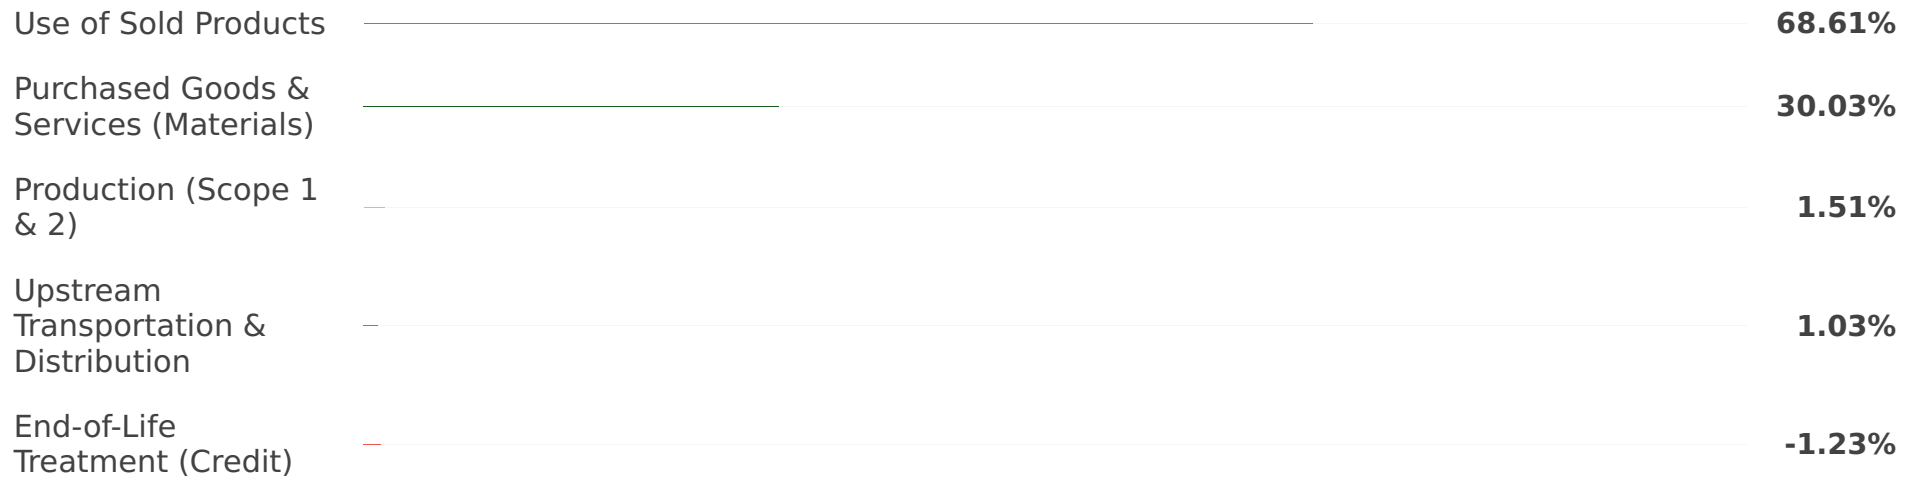 Use of Sold Products 68.61%
Purchased Goods &
Services (Materials) 30.03%
Production (Scope 1
& 2) 1.51%
Upstream
Transportation & 1.03%
Distribution
End-of-Life
Treatment (Credit) -1.23%